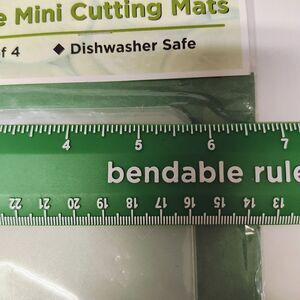 e Mini Cutting Mats
f 4 ◆ Dishwasher Safe
4 5 6 7
bendable rule
22 21 20 19 18 17 16 15 14 13